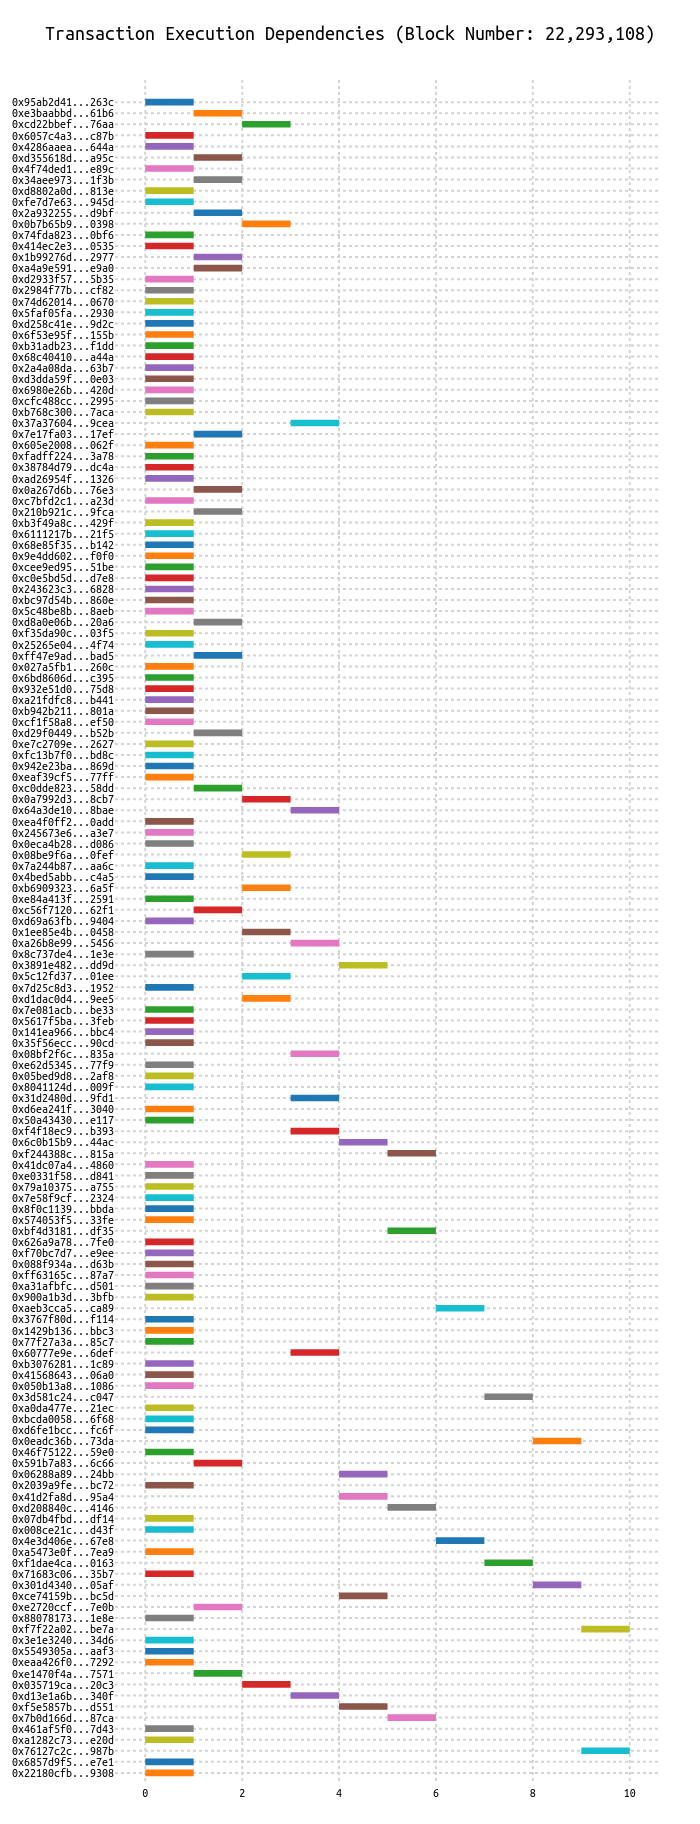 Transaction Execution Dependencies (Block Number: 22,293,108)
0x95ab2d41...263c
0xe3baabbd...61b6
0xcd22bbef...76aa
0x6057c4a3...c87b
0x4286aaea...644a
0xd355618d...a95c
0x4f74ded1...e89c
0x34aee973...1f3b
0xd8802a0d...813e
0xfe7d7e63...945d
0x2a932255...d9bf
0x0b7b65b9...0398
0x74fda823...0bf6
0x414ec2e3...0535
0x1b99276d...2977
0xa4a9e591...e9a0
0xd2933f57...5b35
0x2984f77b...cf82
0x74d62014...0670
0x5faf05fa...2930
0xd258c41e...9d2c
0x6f53e95f...155b
0xb31adb23...f1dd
0x68c40410...a44a
0x2a4a08da...63b7
0xd3dda59f...0e03
0x6980e26b...420d
0xcfc488cc...2995
0xb768c300...7aca
0x37a37604...9cea
0x7e17fa03...17ef
0x605e2008...062f
0xfadff224...3a78
0x38784d79...dc4a
0xad26954f...1326
0x0a267d6b...76e3
0xc7bfd2c1...a23d
0x210b921c...9fca
0xb3f49a8c...429f
0x6111217b...21f5
0x68e85f35...b142
0x9e4dd602...f0f0
0xcee9ed95...51be
0xc0e5bd5d...d7e8
0x243623c3...6828
0xbc97d54b...860e
0x5c48be8b...8aeb
0xd8a0e06b...20a6
0xf35da90c...03f5
0x25265e04...4f74
0xff47e9ad...bad5
0x027a5fb1...260c
0x6bd8606d...c395
0x932e51d0...75d8
0xa21fdfc8...b441
0xb942b211...801a
0xcf1f58a8...ef50
0xd29f0449...b52b
0xe7c2709e...2627
0xfc13b7f0...bd8c
0x942e23ba...869d
0xeaf39cf5...77ff
0xc0dde823...58dd
0x0a7992d3...8cb7
0x64a3de10...8bae
0xea4f0ff2...0add
0x245673e6...a3e7
0x0eca4b28...d086
0x08be9f6a...0fef
0x7a244b87...aa6c
0x4bed5abb...c4a5
0xb6909323...6a5f
0xe84a413f...2591
0xc56f7120...62f1
0xd69a63fb...9404
0x1ee85e4b...0458
0xa26b8e99...5456
0x8c737de4...1e3e
0x3891e482...dd9d
0x5c12fd37...01ee
0x7d25c8d3...1952
0xd1dac0d4...9ee5
0x7e081acb...be33
0x5617f5ba...3feb
0x141ea966...bbc4
0x35f56ecc...90cd
0x08bf2f6c...835a
0xe62d5345...77f9
0x05bed9d8...2af8
0x8041124d...009f
0x31d2480d...9fd1
0xd6ea241f...3040
0x50a43430...e117
0xf4f18ec9...b393
0x6c0b15b9...44ac
0xf244388c...815a
0x41dc07a4...4860
0xe0331f58...d841
0x79a10375...a755
0x7e58f9cf...2324
0x8f0c1139...bbda
0x574053f5...33fe
0xbf4d3181...df35
0x626a9a78...7fe0
0xf70bc7d7...e9ee
0x088f934a...d63b
0xff63165c...87a7
0xa31afbfc...d501
0x900a1b3d...3bfb
0xaeb3cca5...ca89
0x3767f80d...f114
0x1429b136...bbc3
0x77f27a3a...85c7
0x60777e9e...6def
0xb3076281...1c89
0x41568643...06a0
0x050b13a8...1086
0x3d581c24...c047
0xa0da477e...21ec
0xbcda0058...6f68
0xd6fe1bcc...fc6f
0x0eadc36b...73da
0x46f75122...59e0
0x591b7a83...6c66
0x06288a89...24bb
0x2039a9fe...bc72
0x41d2fa8d...95a4
0xd208840c...4146
0x07db4fbd...df14
0x008ce21c...d43f
0x4e3d406e...67e8
0xa5473e0f...7ea9
0xf1dae4ca...0163
0x71683c06...35b7
0x301d4340...05af
0xce74159b...bc5d
0xe2720ccf...7e0b
0x88078173...1e8e
0xf7f22a02...be7a
0x3e1e3240...34d6
0x5549305a...aaf3
0xeaa426f0...7292
0xe1470f4a...7571
0x035719ca...20c3
0xd13e1a6b...340f
0xf5e5857b...d551
0x7b0d166d...87ca
0x461af5f0...7d43
0xa1282c73...e20d
0x76127c2c...987b
0x6857d9f5...e7e1
0x22180cfb...9308
0 2 4 6 8 10